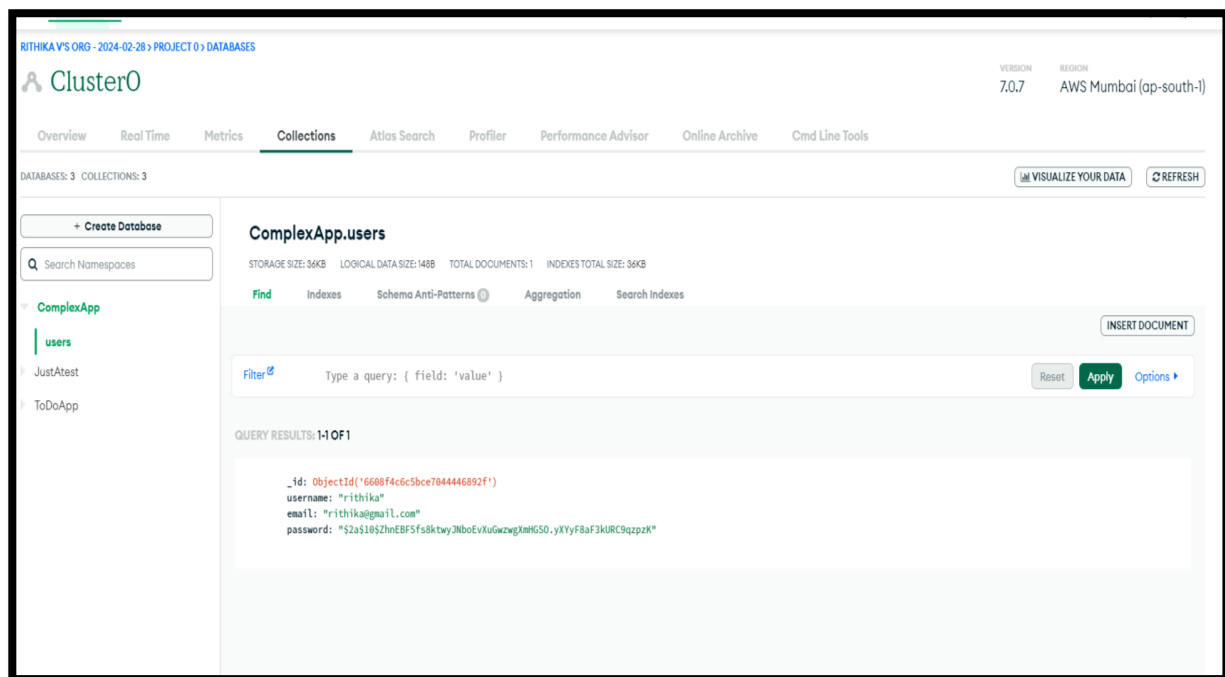 RITHIKA V'S ORG - 2024-02-28 > PROJECT 0 > DATABASES
Cluster0
VERSION
7.0.7
REGION
AWS Mumbai (ap-south-1)
Overview Real Time Metrics Collections Atlas Search Profiler Performance Advisor Online Archive Cmd Line Tools
DATABASES: 3 COLLECTIONS: 3
VISUALIZE YOUR DATA
REFRESH
+ Create Database
Search Namespaces
ComplexApp
users
JustAtest
ToDoApp
ComplexApp.users
STORAGE SIZE: 36KB LOGICAL DATA SIZE: 148B TOTAL DOCUMENTS: 1 INDEXES TOTAL SIZE: 36KB
Find Indexes Schema Anti-Patterns 0 Aggregation Search Indexes
INSERT DOCUMENT
Filter Type a query: { field: 'value' } Reset Apply Options
QUERY RESULTS: 1-1 OF 1
_id: ObjectId('6608f4c6c5bce7044446892f')
username: "rithika"
email: "rithika@gmail.com"
password: "$2a$10$ZhnEBF5fs8ktwyJNboEvXuGwzwgXmHGSO.yXYyF8aF3kURC9qzpzK"